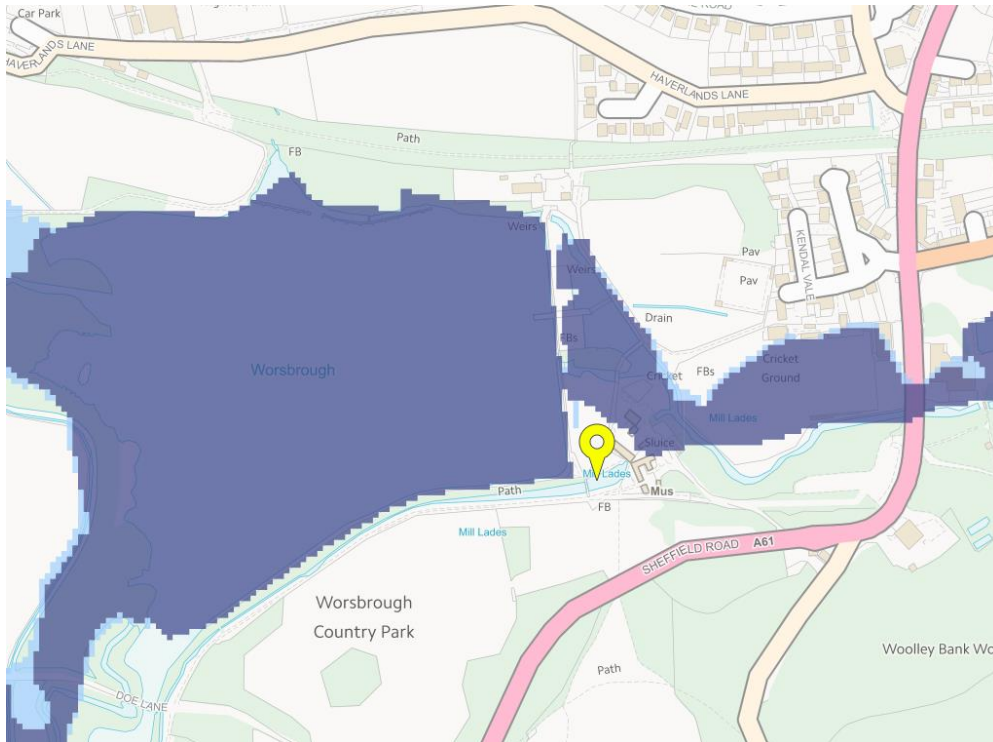 Car Park
HAVERLANDS LANE
HAVERLANDS LANE
ROAD
Path
FB
Weirs
Weirs
KENDAL VALE
Pav
Pav
Drain
FBs
Worsbrough
Cricket
FBs
Cricket
Ground
Mill Lades
Sluice
Mill Lades
Path
Mus
FB
Mill Lades
SHEFFIELD ROAD A61
Worsbrough
Country Park
Woolley Bank Wo
Path
DOE LANE